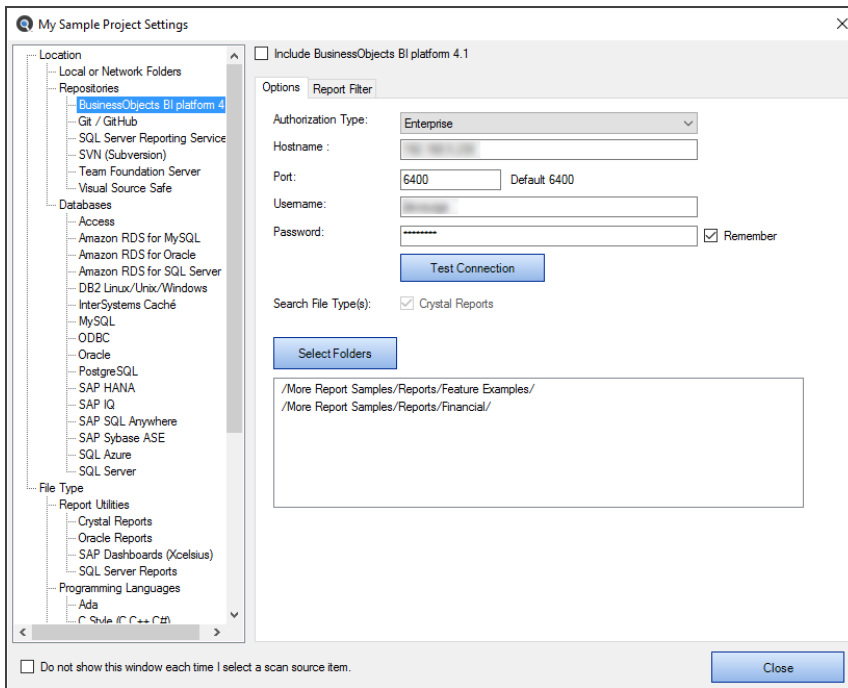 My Sample Project Settings
Location
Local or Network Folders
Repositories
BusinessObjects BI platform 4
Git / GitHub
SQL Server Reporting Service
SVN (Subversion)
Team Foundation Server
Visual Source Safe
Databases
Access
Amazon RDS for MySQL
Amazon RDS for Oracle
Amazon RDS for SQL Server
DB2 Linux/Unix/Windows
InterSystems Caché
MySQL
ODBC
Oracle
PostgreSQL
SAP HANA
SAP IQ
SAP SQL Anywhere
SAP Sybase ASE
SQL Azure
SQL Server
File Type
Report Utilities
Crystal Reports
Oracle Reports
SAP Dashboards (Xcelsius)
SQL Server Reports
Programming Languages
Ada
C Style (C C++ C#)
Include BusinessObjects BI platform 4.1
Options Report Filter
Authorization Type: Enterprise
Hostname :
Port: 6400 Default 6400
Username:
Password: ******** Remember
Test Connection
Search File Type(s): Crystal Reports
Select Folders
/More Report Samples/Reports/Feature Examples/
/More Report Samples/Reports/Financial/
Do not show this window each time I select a scan source item.
Close